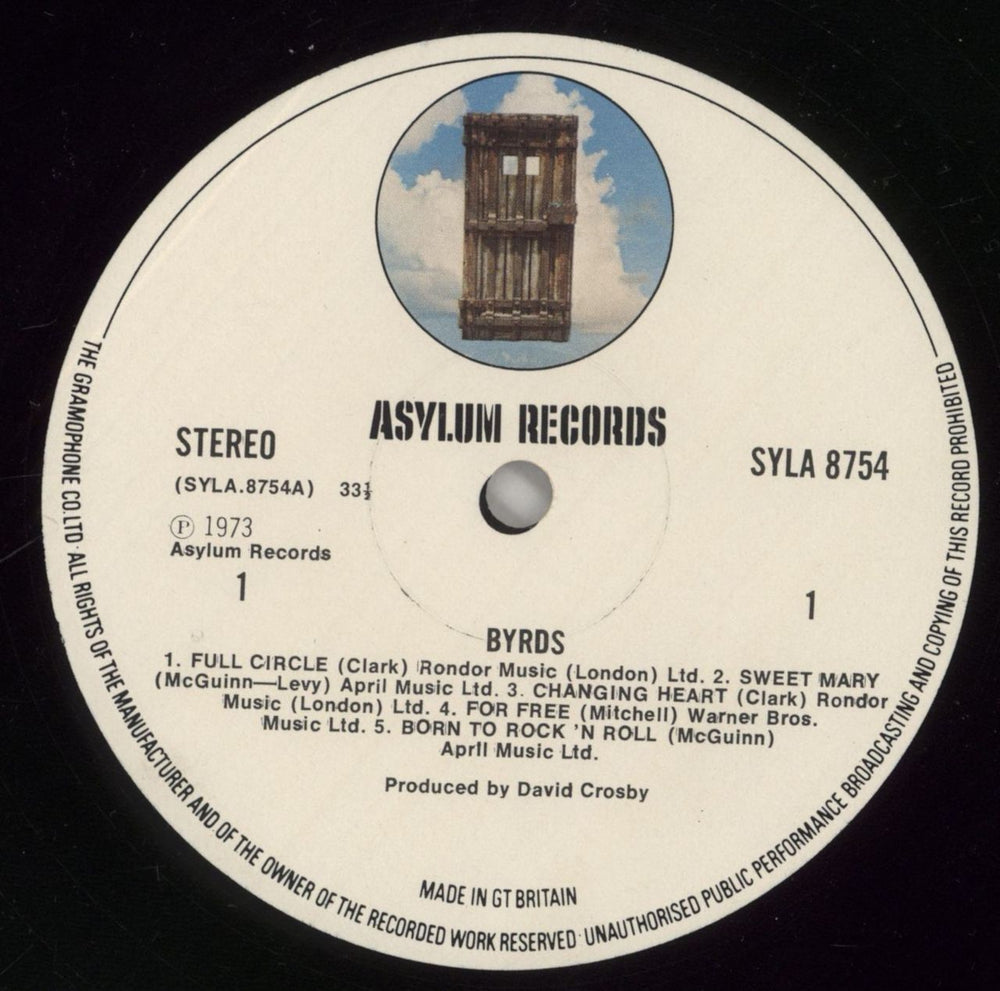 ASYLUM RECORDS
STEREO
(SYLA.8754A) 33⅓
Ⓟ 1973
Asylum Records
1
SYLA 8754
1
BYRDS
1. FULL CIRCLE (Clark) Rondor Music (London) Ltd. 2. SWEET MARY
(McGuinn—Levy) April Music Ltd. 3. CHANGING HEART (Clark) Rondor
Music (London) Ltd. 4. FOR FREE (Mitchell) Warner Bros.
Music Ltd. 5. BORN TO ROCK 'N ROLL (McGuinn)
April Music Ltd.
Produced by David Crosby
MADE IN GT BRITAIN
THE GRAMOPHONE CO. LTD · ALL RIGHTS OF THE MANUFACTURER AND OF THE OWNER OF THE RECORDED WORK RESERVED · UNAUTHORISED PUBLIC PERFORMANCE BROADCASTING AND COPYING OF THIS RECORD PROHIBITED